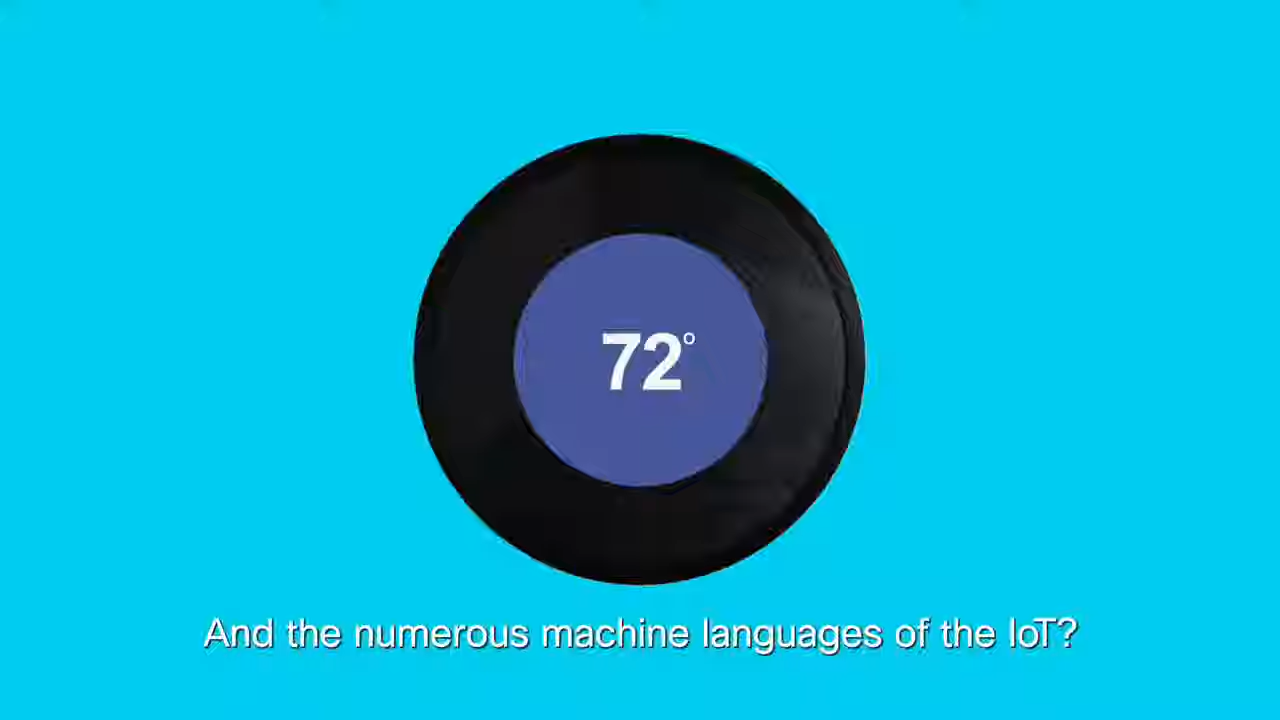 72°
And the numerous machine languages of the IoT?